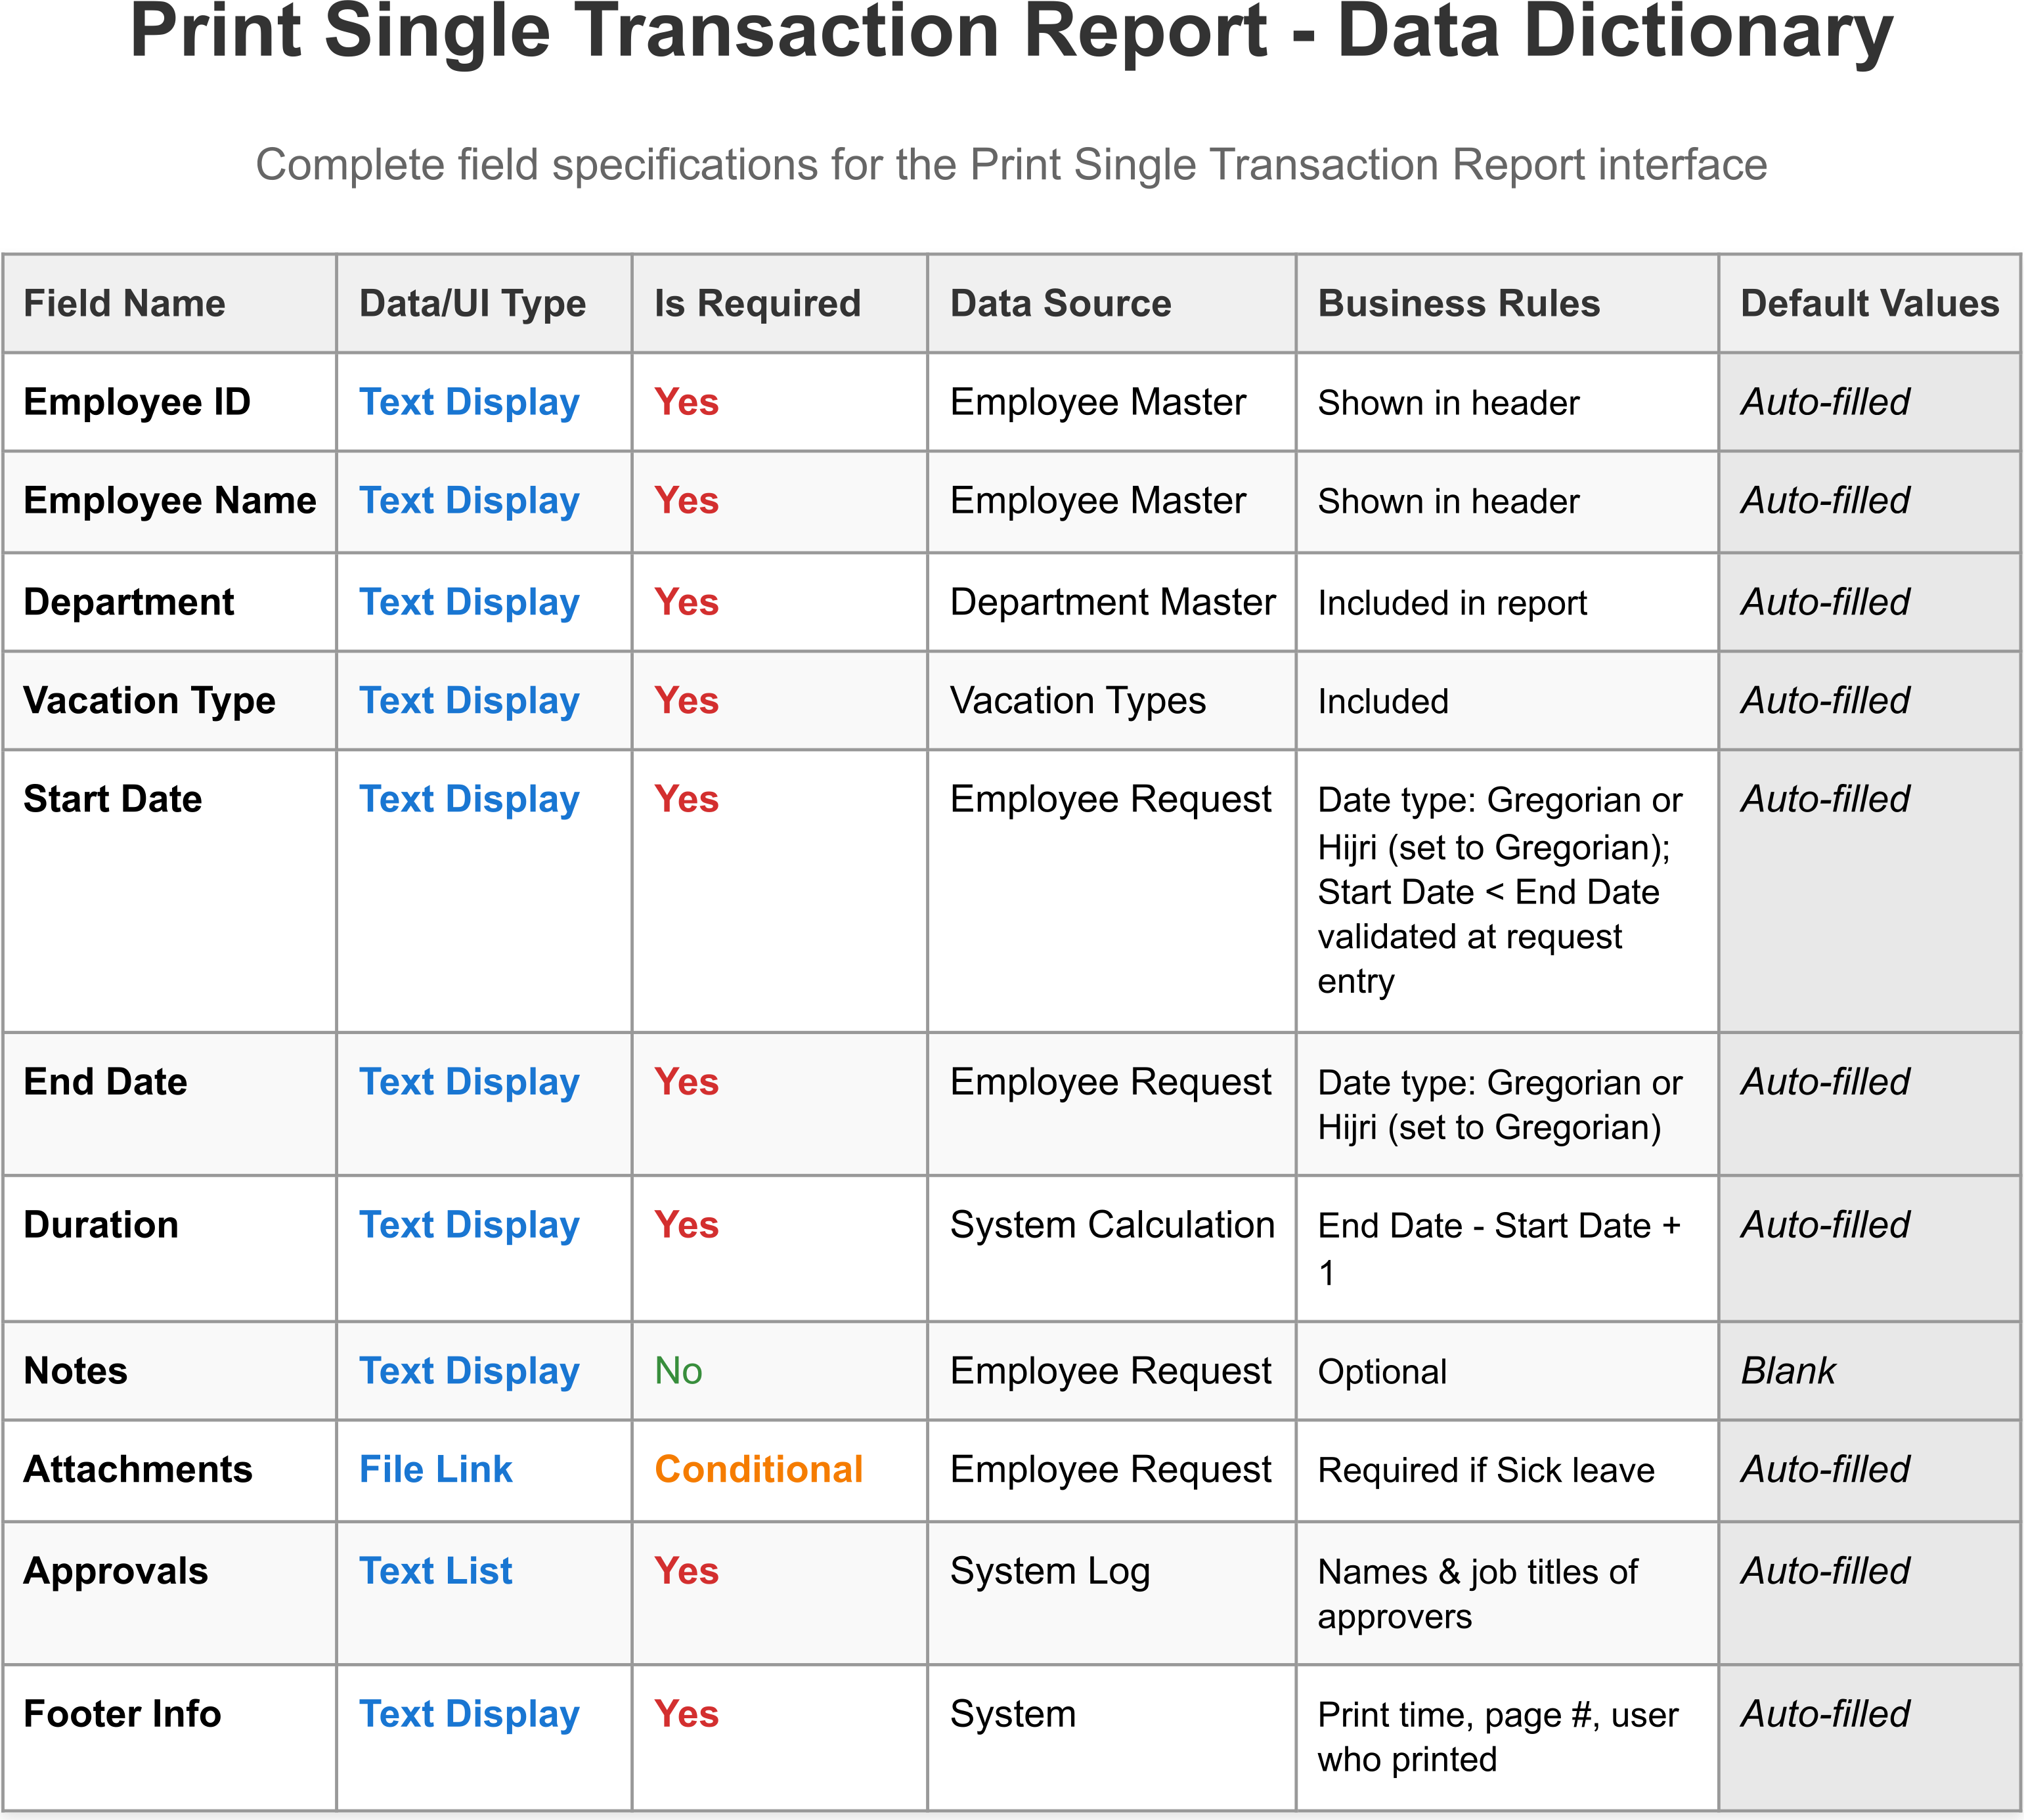 Print Single Transaction Report - Data Dictionary
Complete field specifications for the Print Single Transaction Report interface
Field Name Data/UI Type Is Required Data Source Business Rules Default Values
Employee ID Text Display Yes Employee Master Shown in header Auto-filled
Employee Name Text Display Yes Employee Master Shown in header Auto-filled
Department Text Display Yes Department Master Included in report Auto-filled
Vacation Type Text Display Yes Vacation Types Included Auto-filled
Start Date Text Display Yes Employee Request Date type: Gregorian or Auto-filled
Hijri (set to Gregorian);
Start Date < End Date
validated at request
entry
End Date Text Display Yes Employee Request Date type: Gregorian or Auto-filled
Hijri (set to Gregorian)
Duration Text Display Yes System Calculation End Date - Start Date + Auto-filled
1
Notes Text Display No Employee Request Optional Blank
Attachments File Link Conditional Employee Request Required if Sick leave Auto-filled
Approvals Text List Yes System Log Names & job titles of Auto-filled
approvers
Footer Info Text Display Yes System Print time, page #, user Auto-filled
who printed